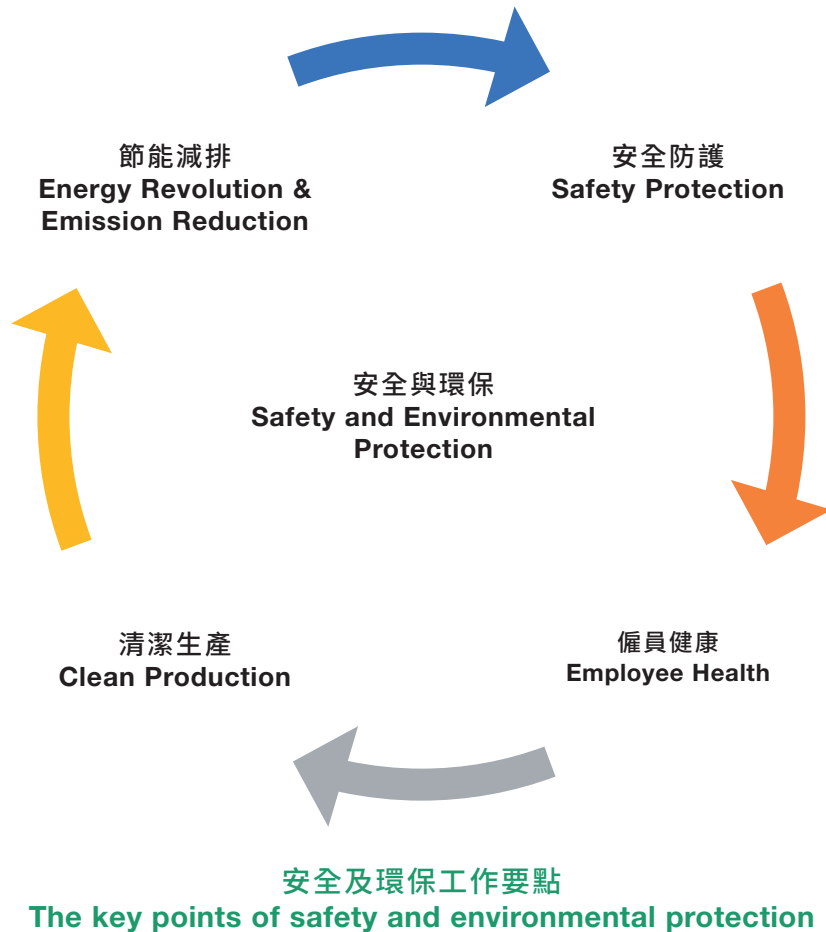 節能減排
Energy Revolution &
Emission Reduction
安全防護
Safety Protection
安全與環保
Safety and Environmental
Protection
清潔生產
Clean Production
僱員健康
Employee Health
安全及環保工作要點
The key points of safety and environmental protection